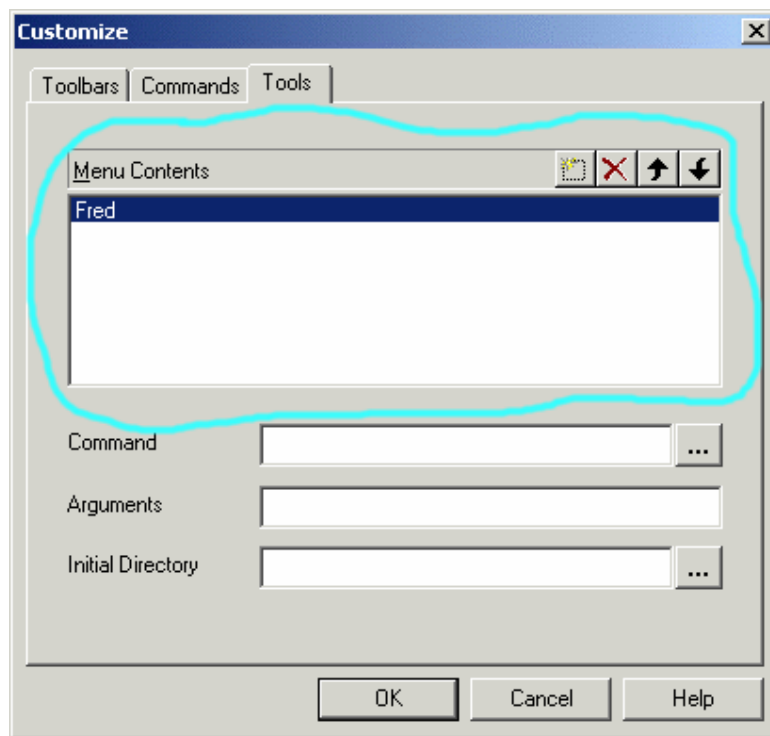 Customize
Toolbars Commands Tools
Menu Contents
Fred
Command ...
Arguments
Initial Directory ...
OK Cancel Help